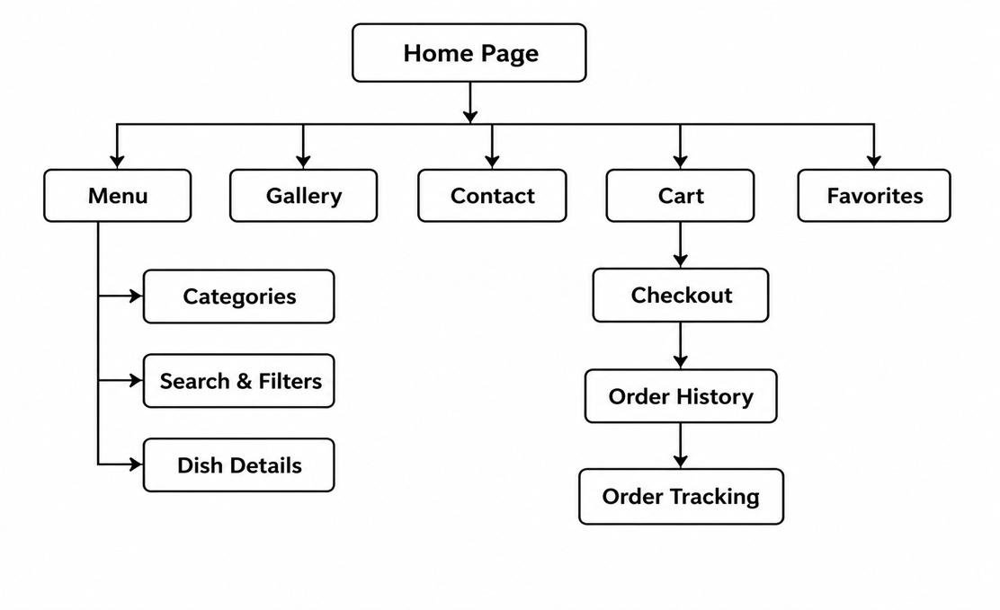 Home Page
Menu
Gallery
Contact
Cart
Favorites
Categories
Search & Filters
Dish Details
Checkout
Order History
Order Tracking